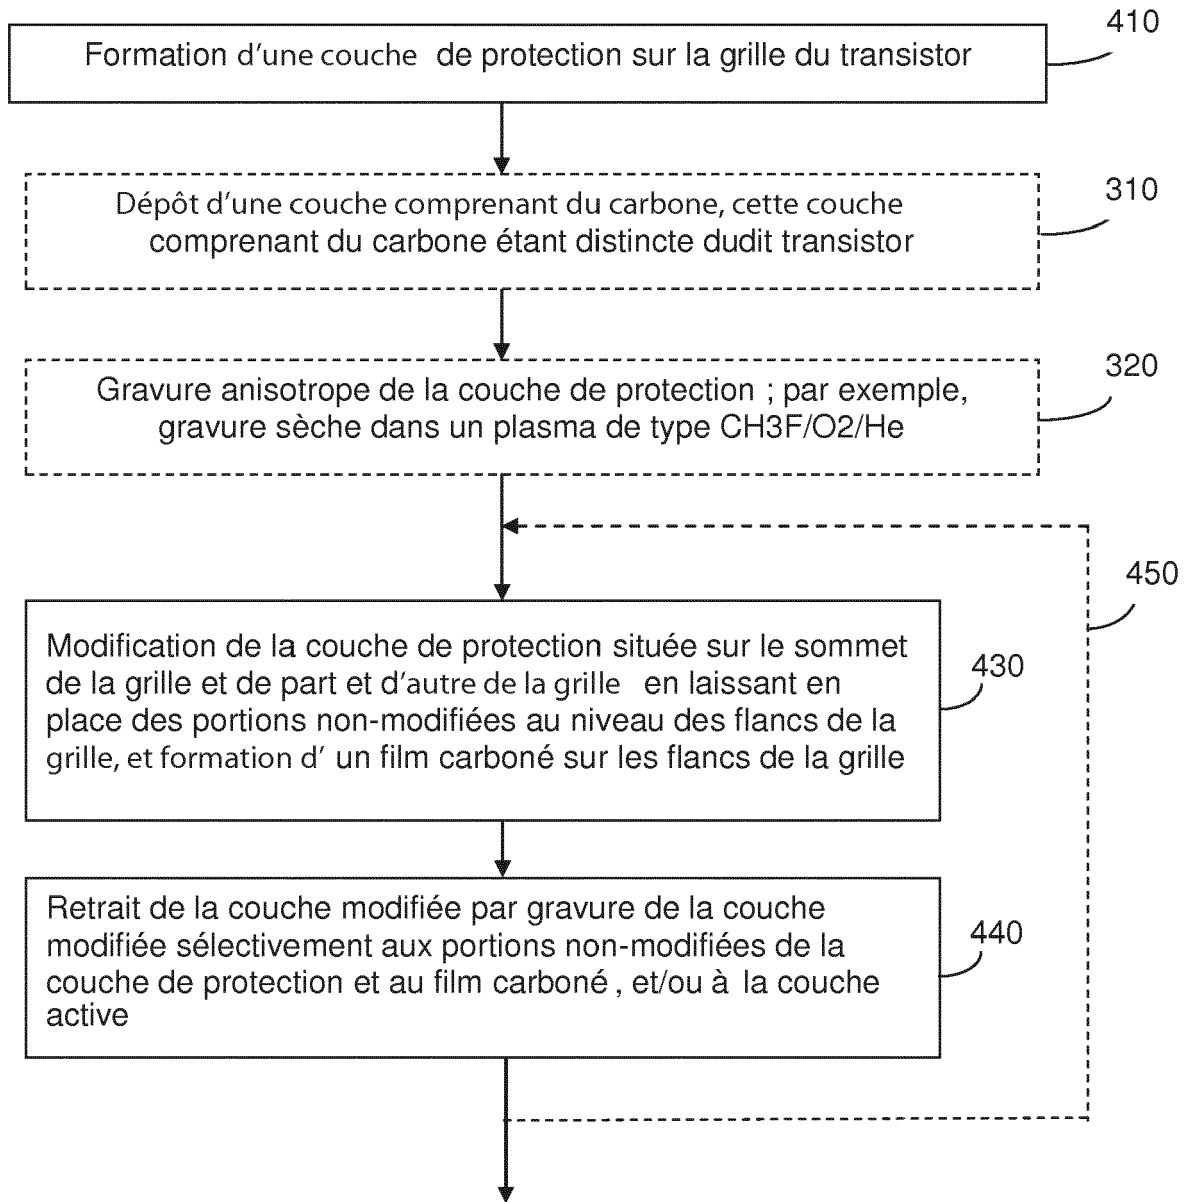 410
Formation d'une couche de protection sur la grille du transistor
310
Dépôt d'une couche comprenant du carbone, cette couche
comprenant du carbone étant distincte dudit transistor
320
Gravure anisotrope de la couche de protection ; par exemple,
gravure sèche dans un plasma de type CH3F/O2/He
450
430
Modification de la couche de protection située sur le sommet
de la grille et de part et d'autre de la grille en laissant en
place des portions non-modifiées au niveau des flancs de la
grille, et formation d' un film carboné sur les flancs de la grille
440
Retrait de la couche modifiée par gravure de la couche
modifiée sélectivement aux portions non-modifiées de la
couche de protection et au film carboné , et/ou à la couche
active